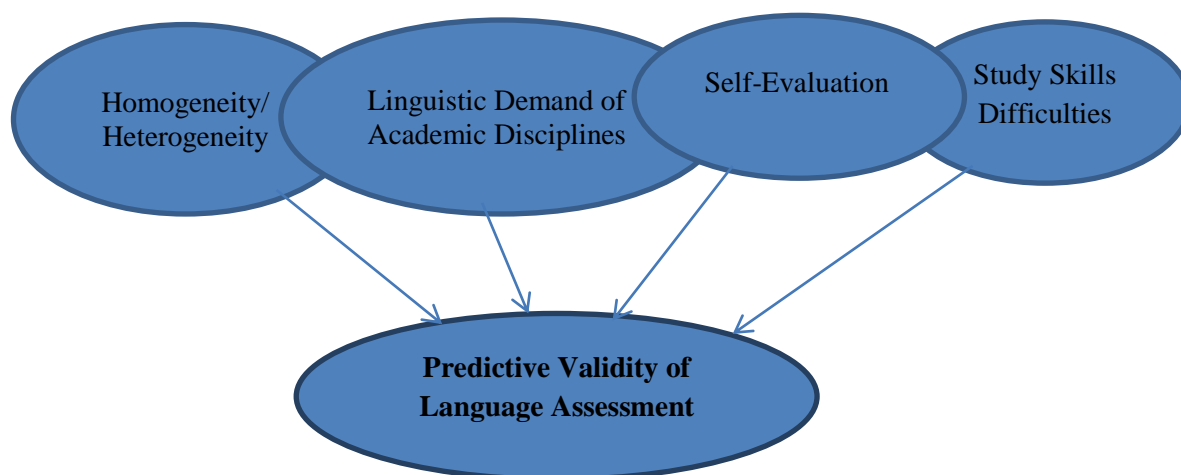 Homogeneity/
Heterogeneity
Linguistic Demand of
Academic Disciplines
Self-Evaluation
Study Skills
Difficulties
Predictive Validity of
Language Assessment